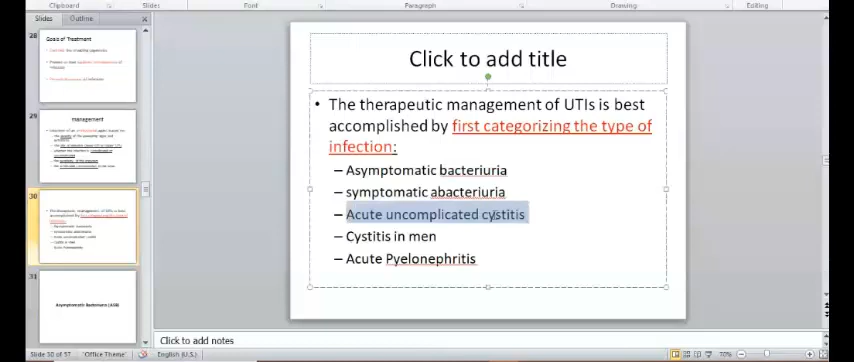 Clipboard
Slides
Font
Paragraph
Drawing
Editing
Slides
Outline
28
Goals of Treatment
29
management
30
31
Asymptomatic Bacteriuria (ASB)
Click to add title
• The therapeutic management of UTIs is best
accomplished by first categorizing the type of
infection:
– Asymptomatic bacteriuria
– symptomatic abacteriuria
– Acute uncomplicated cystitis
– Cystitis in men
– Acute Pyelonephritis
Click to add notes
Slide 30 of 57
"Office Theme"
English (U.S.)
70%